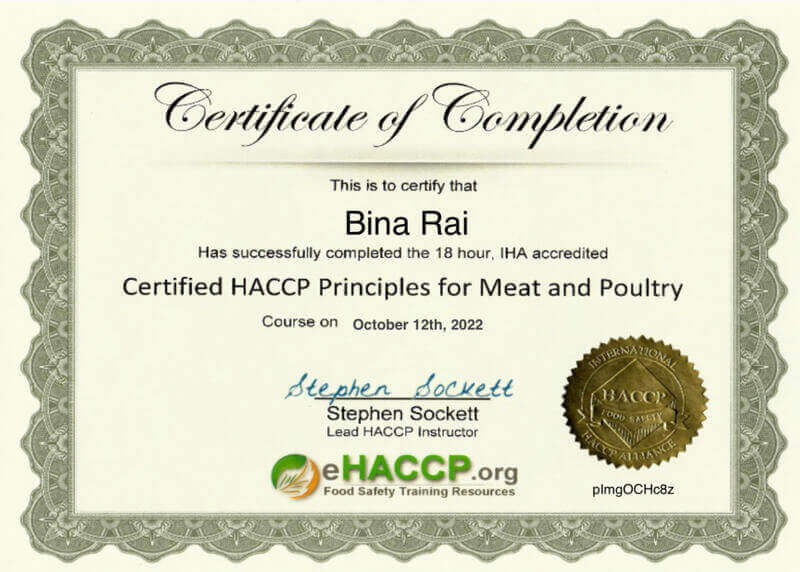 Certificate of Completion
This is to certify that
Bina Rai
Has successfully completed the 18 hour, IHA accredited
Certified HACCP Principles for Meat and Poultry
Course on October 12th, 2022
Stephen Sockett
Stephen Sockett
Lead HACCP Instructor
eHACCP.org
Food Safety Training Resources
INTERNATIONAL
HACCP
FOOD SAFETY
HACCP ALLIANCE
pImgOCHc8z